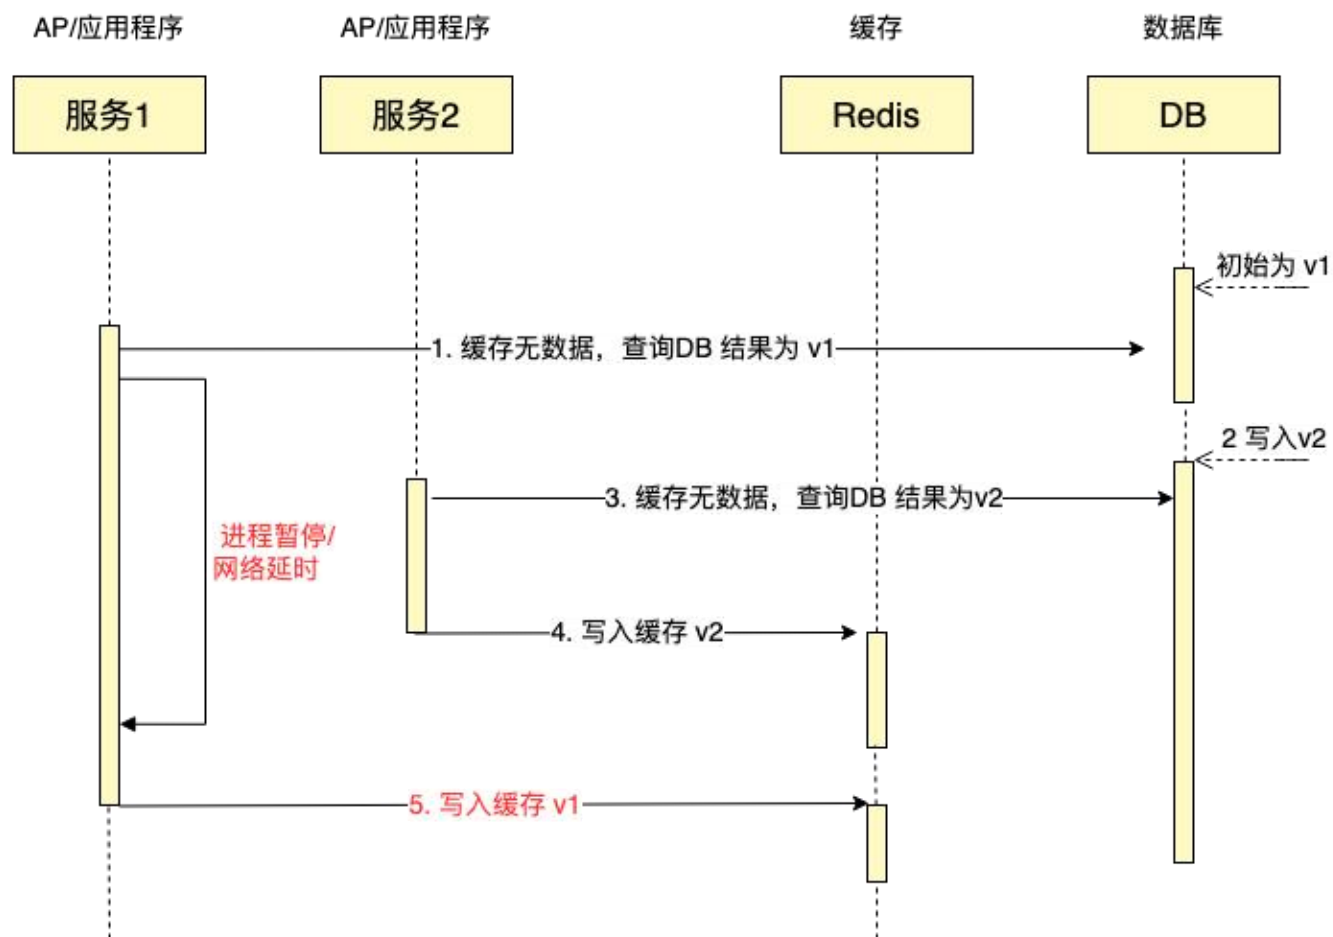 AP/应用程序
AP/应用程序
缓存
数据库
服务1
服务2
Redis
DB
初始为 v1
1. 缓存无数据，查询DB 结果为 v1
2 写入v2
3. 缓存无数据，查询DB 结果为v2
进程暂停/
网络延时
4. 写入缓存 v2
5. 写入缓存 v1